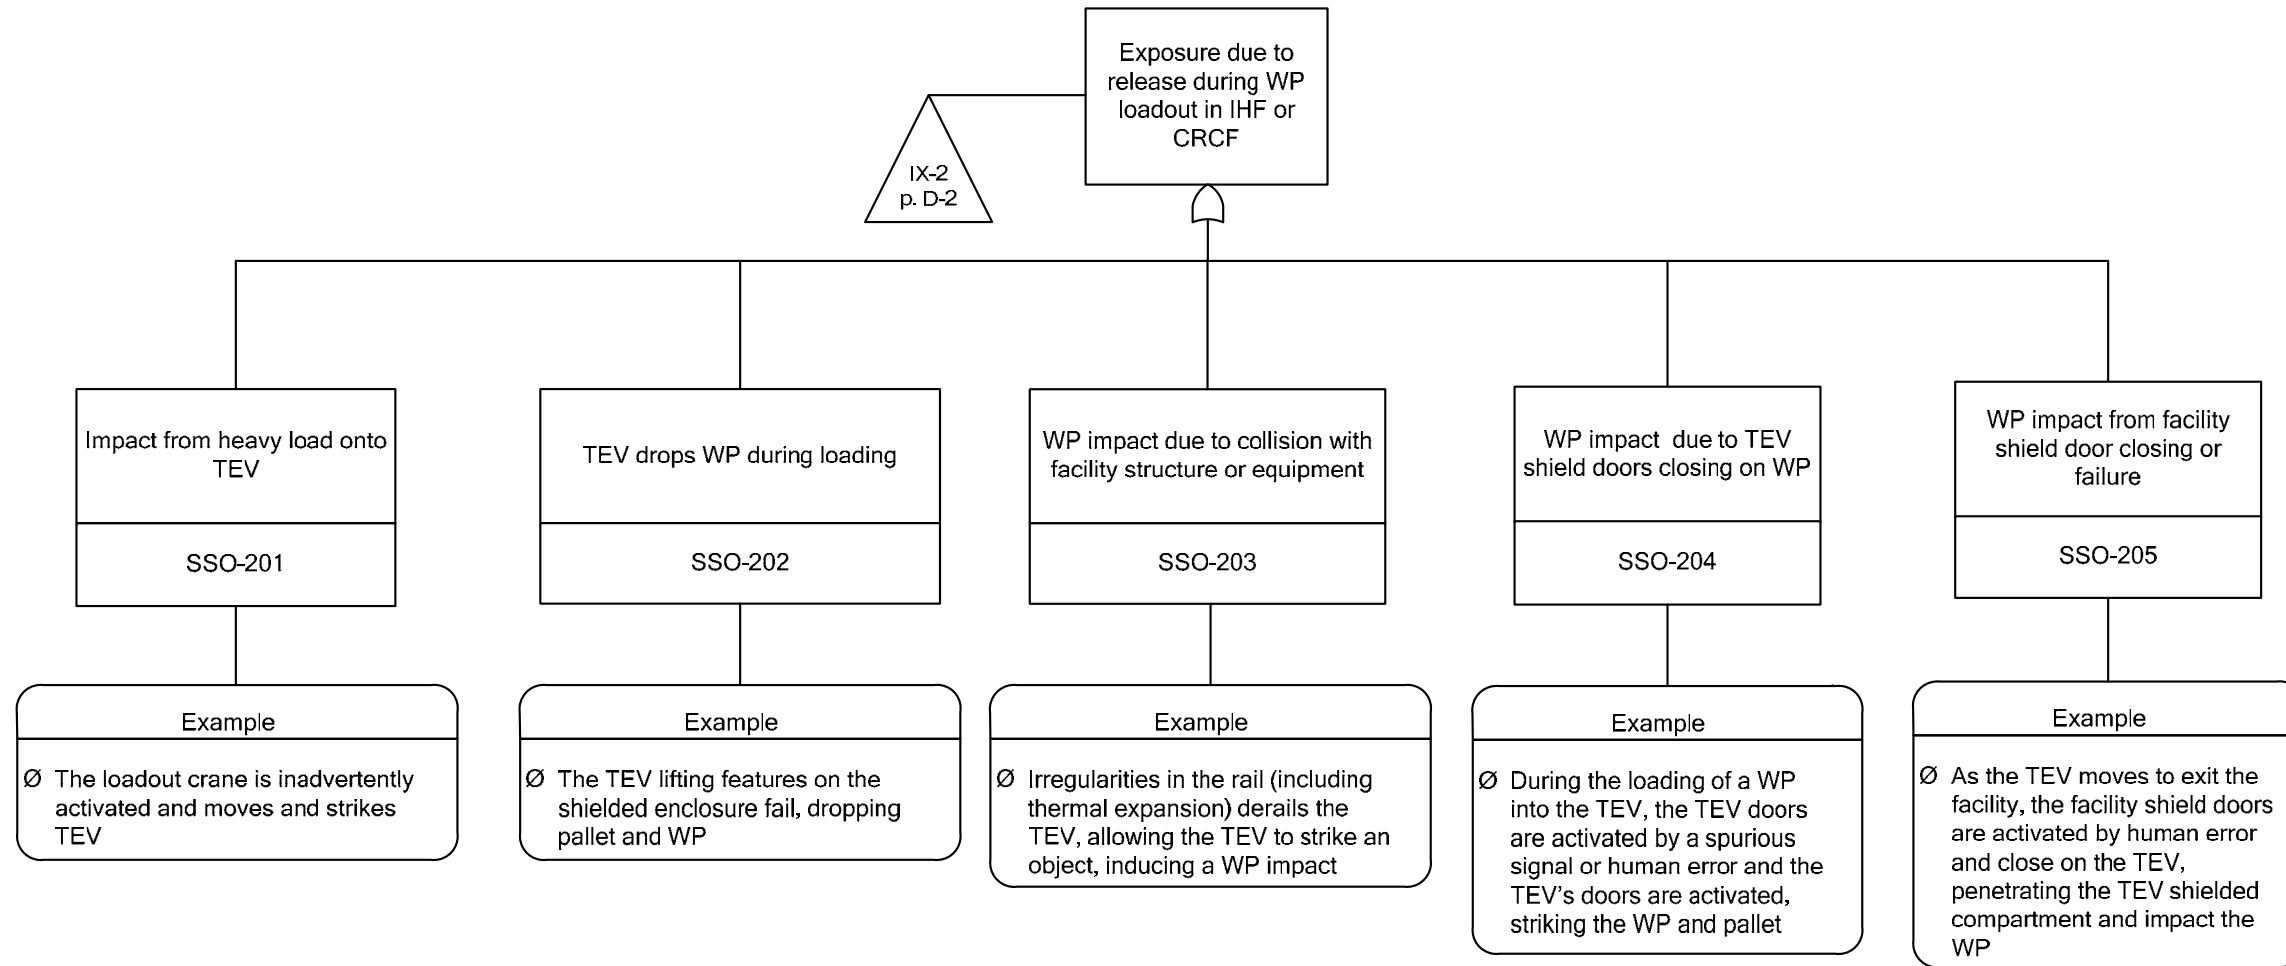 Exposure due to
release during WP
loadout in IHF or
CRCF
IX-2
p. D-2
Impact from heavy load onto
TEV
SSO-201
Example
Ø The loadout crane is inadvertently
activated and moves and strikes
TEV
TEV drops WP during loading
SSO-202
Example
Ø The TEV lifting features on the
shielded enclosure fail, dropping
pallet and WP
WP impact due to collision with
facility structure or equipment
SSO-203
Example
Ø Irregularities in the rail (including
thermal expansion) derails the
TEV, allowing the TEV to strike an
object, inducing a WP impact
WP impact due to TEV
shield doors closing on WP
SSO-204
Example
Ø During the loading of a WP
into the TEV, the TEV doors
are activated by a spurious
signal or human error and the
TEV’s doors are activated,
striking the WP and pallet
WP impact from facility
shield door closing or
failure
SSO-205
Example
Ø As the TEV moves to exit the
facility, the facility shield doors
are activated by human error
and close on the TEV,
penetrating the TEV shielded
compartment and impact the
WP